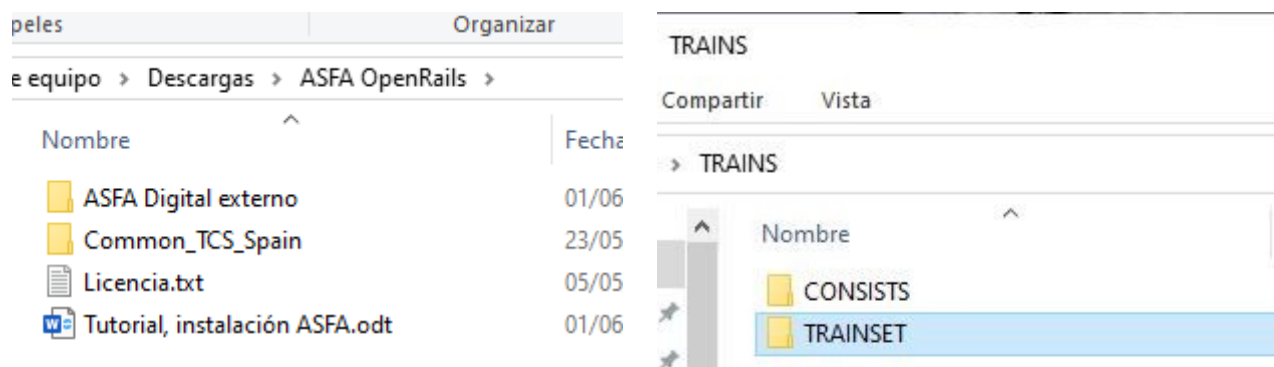 peles
Organizar
e equipo > Descargas > ASFA OpenRails >
Nombre
Fecha
ASFA Digital externo
01/06
Common_TCS_Spain
23/05
Licencia.txt
05/05
Tutorial, instalación ASFA.odt
01/06
TRAINS
Compartir
Vista
> TRAINS
Nombre
CONSISTS
TRAINSET